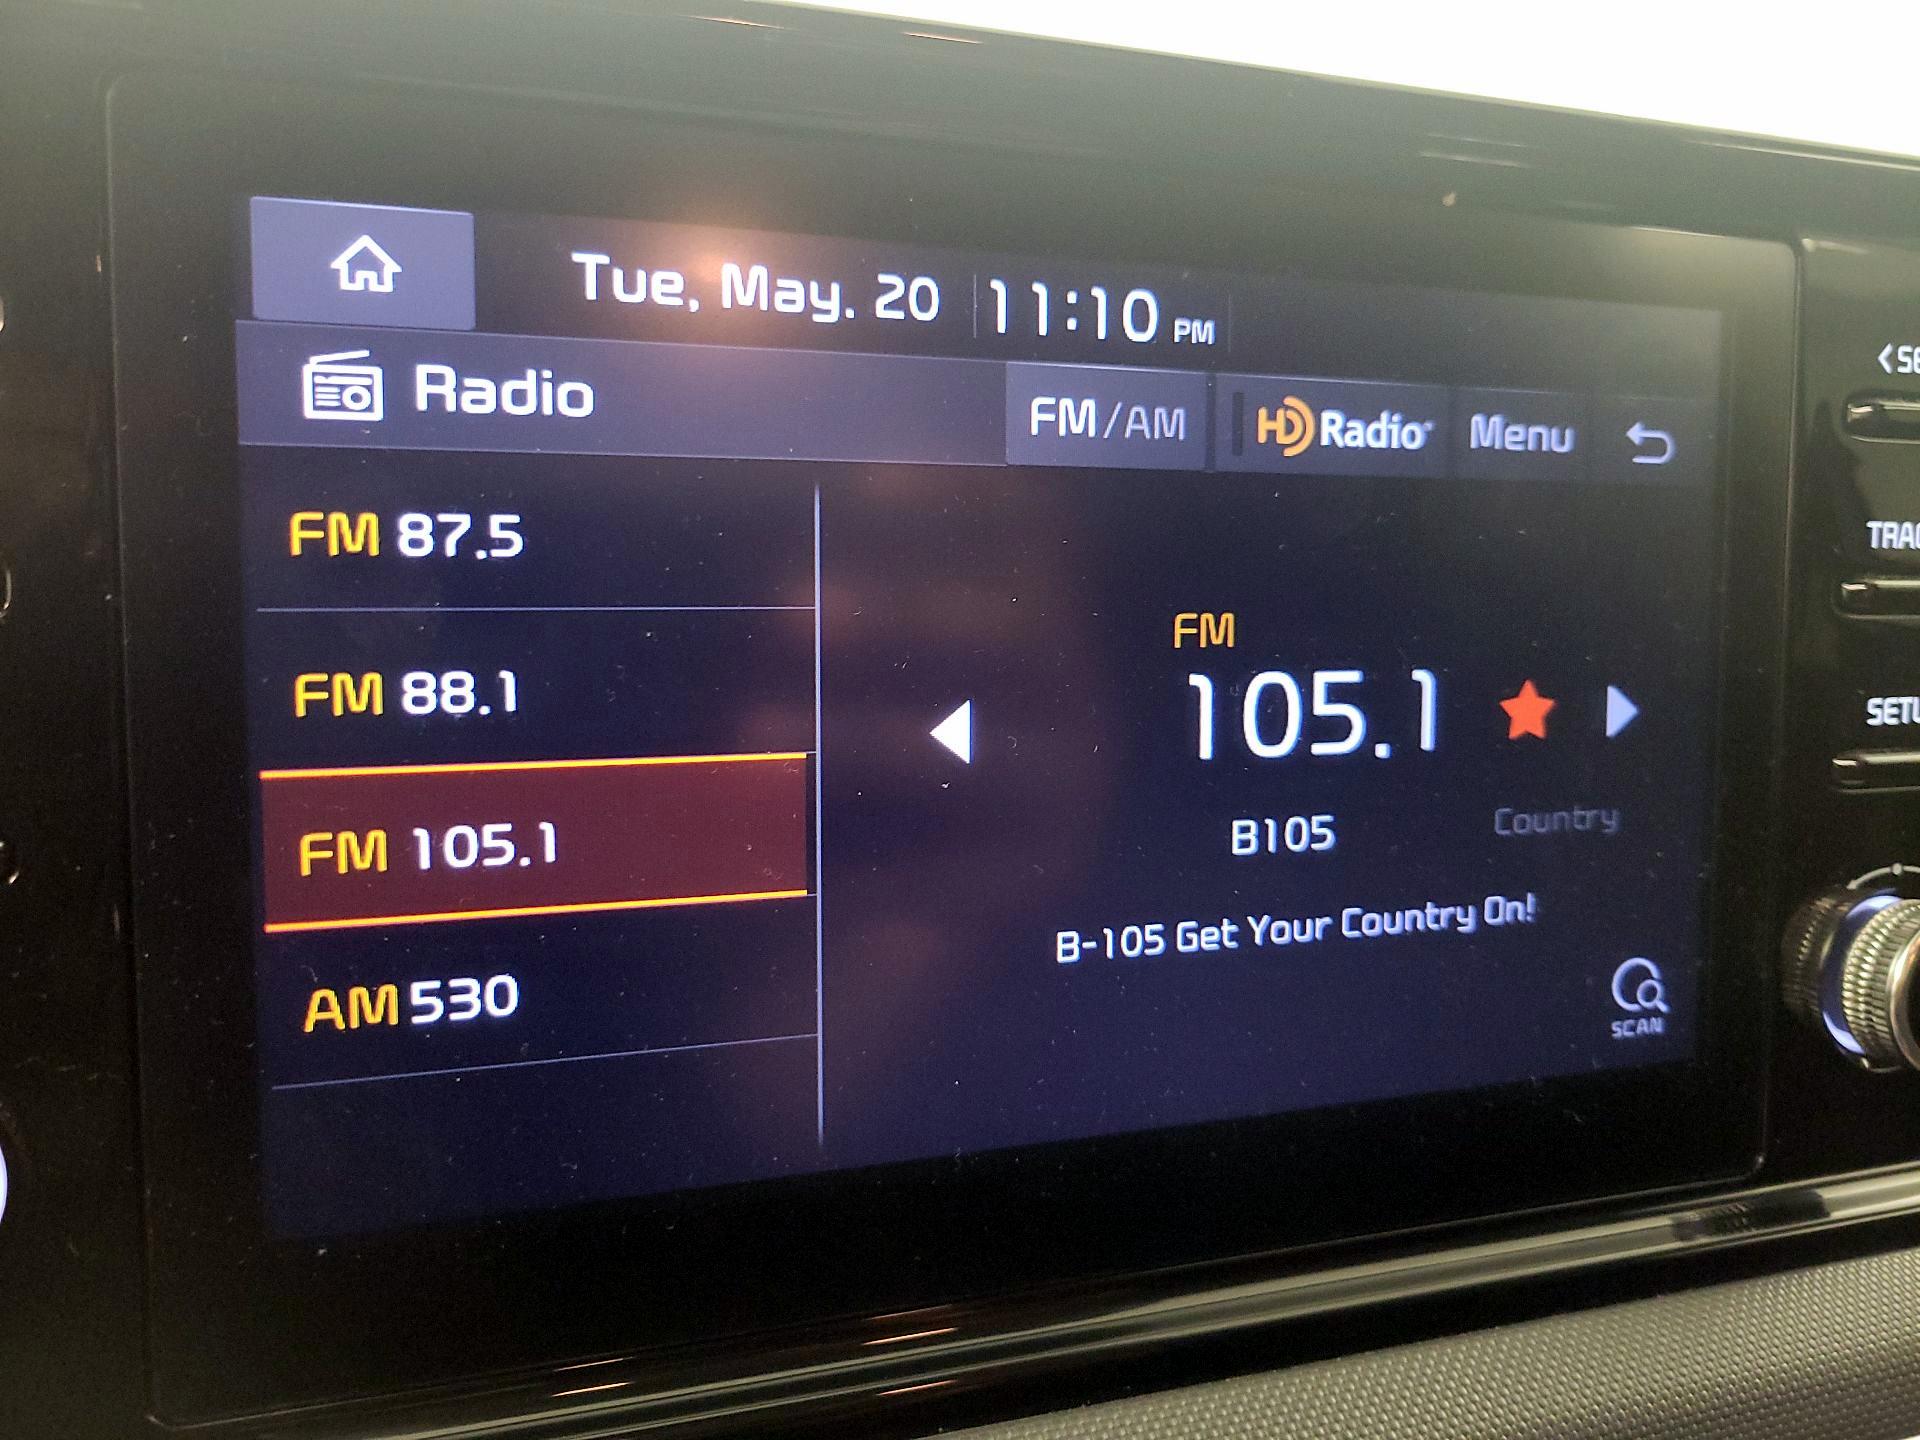 Tue, May. 20 11:10 PM
Radio FM/AM HD Radio Menu
FM 87.5
FM 88.1
FM 105.1
AM 530
FM
105.1
B105 Country
B-105 Get Your Country On!
SCAN